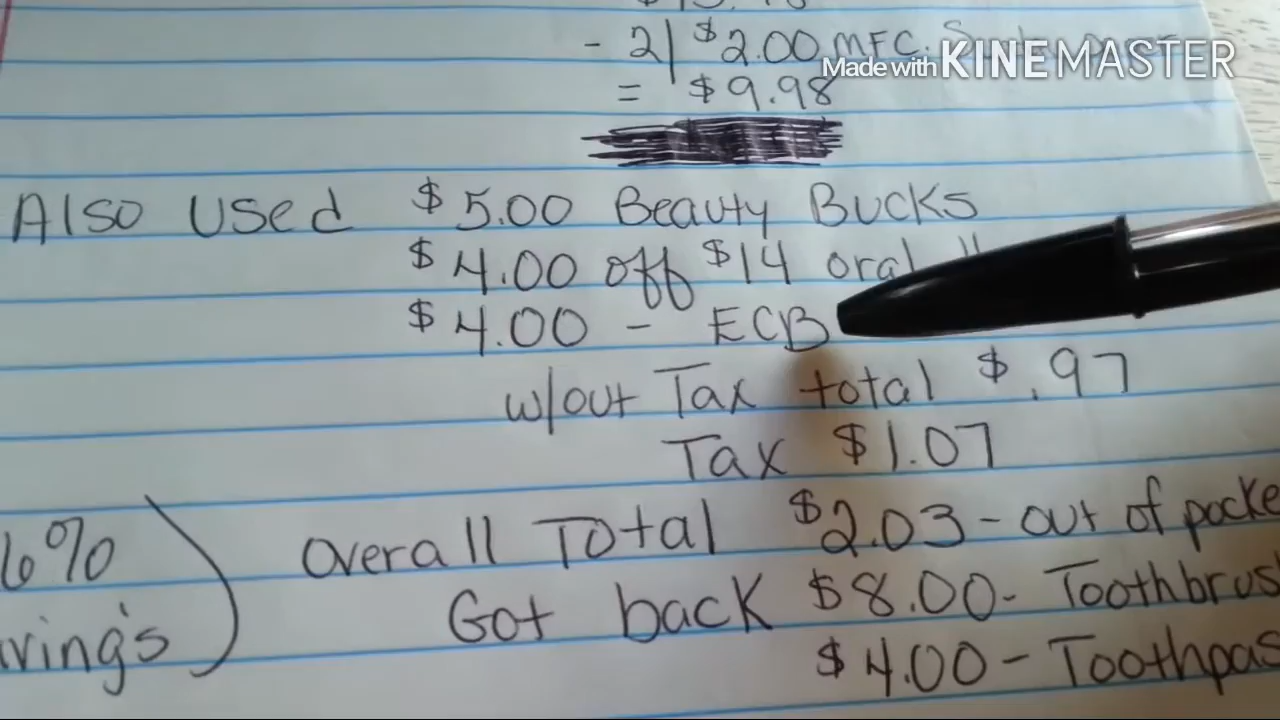 - 2/ $2.00 MFC.
Made with KINEMASTER
= $9.98
Also Used $5.00 Beauty Bucks
$4.00 off $14 oral
$4.00 - ECB
w/out Tax total $.97
Tax $1.07
6% Overall Total $2.03 - out of pocke
Got back $8.00 - Toothbrus
vings $4.00 - Toothpas